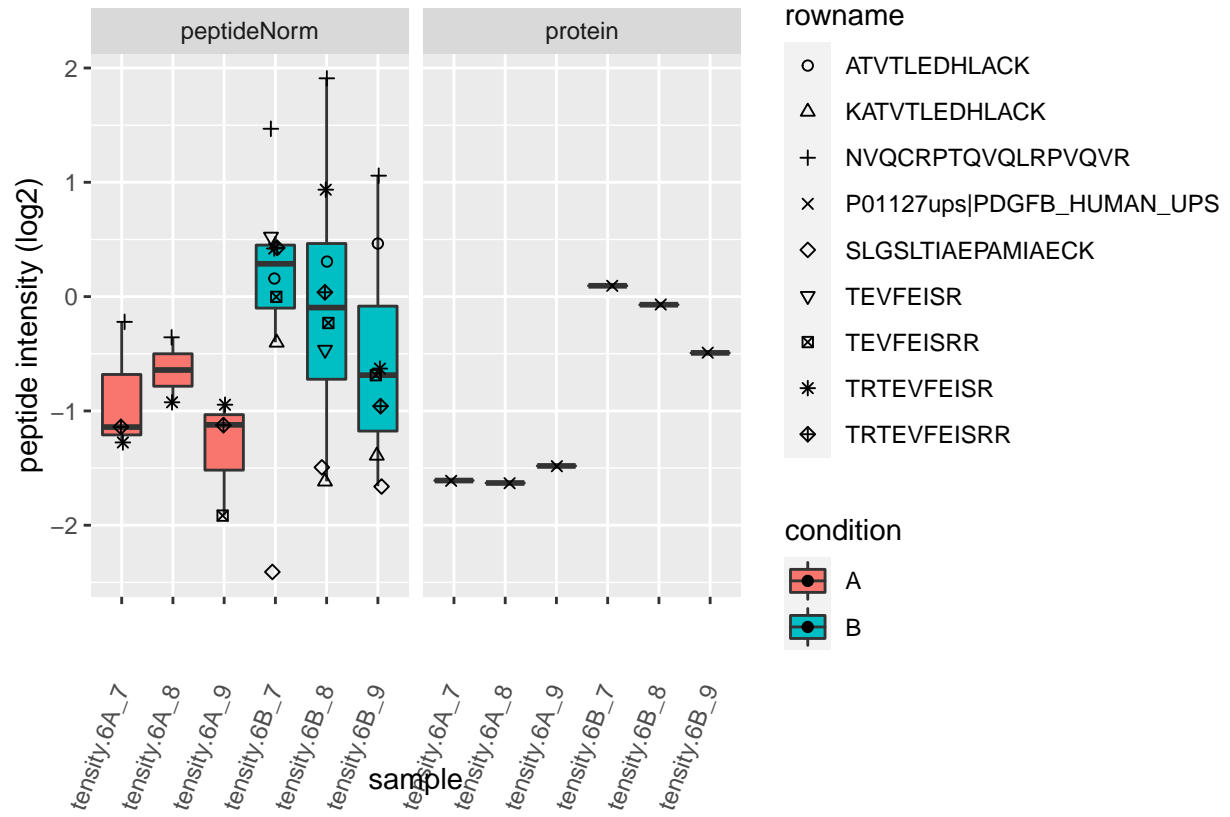 peptideNorm
protein
peptide intensity (log2)
2
1
0
−1
−2
tensity.6A_7
tensity.6A_8
tensity.6A_9
tensity.6B_7
tensity.6B_8
tensity.6B_9
tensity.6A_7
tensity.6A_8
tensity.6A_9
tensity.6B_7
tensity.6B_8
tensity.6B_9
sample
rowname
ATVTLEDHLACK
KATVTLEDHLACK
NVQCRPTQVQLRPVQVR
P01127ups|PDGFB_HUMAN_UPS
SLGSLTIAEPAMIAECK
TEVFEISR
TEVFEISRR
TRTEVFEISR
TRTEVFEISRR
condition
A
B